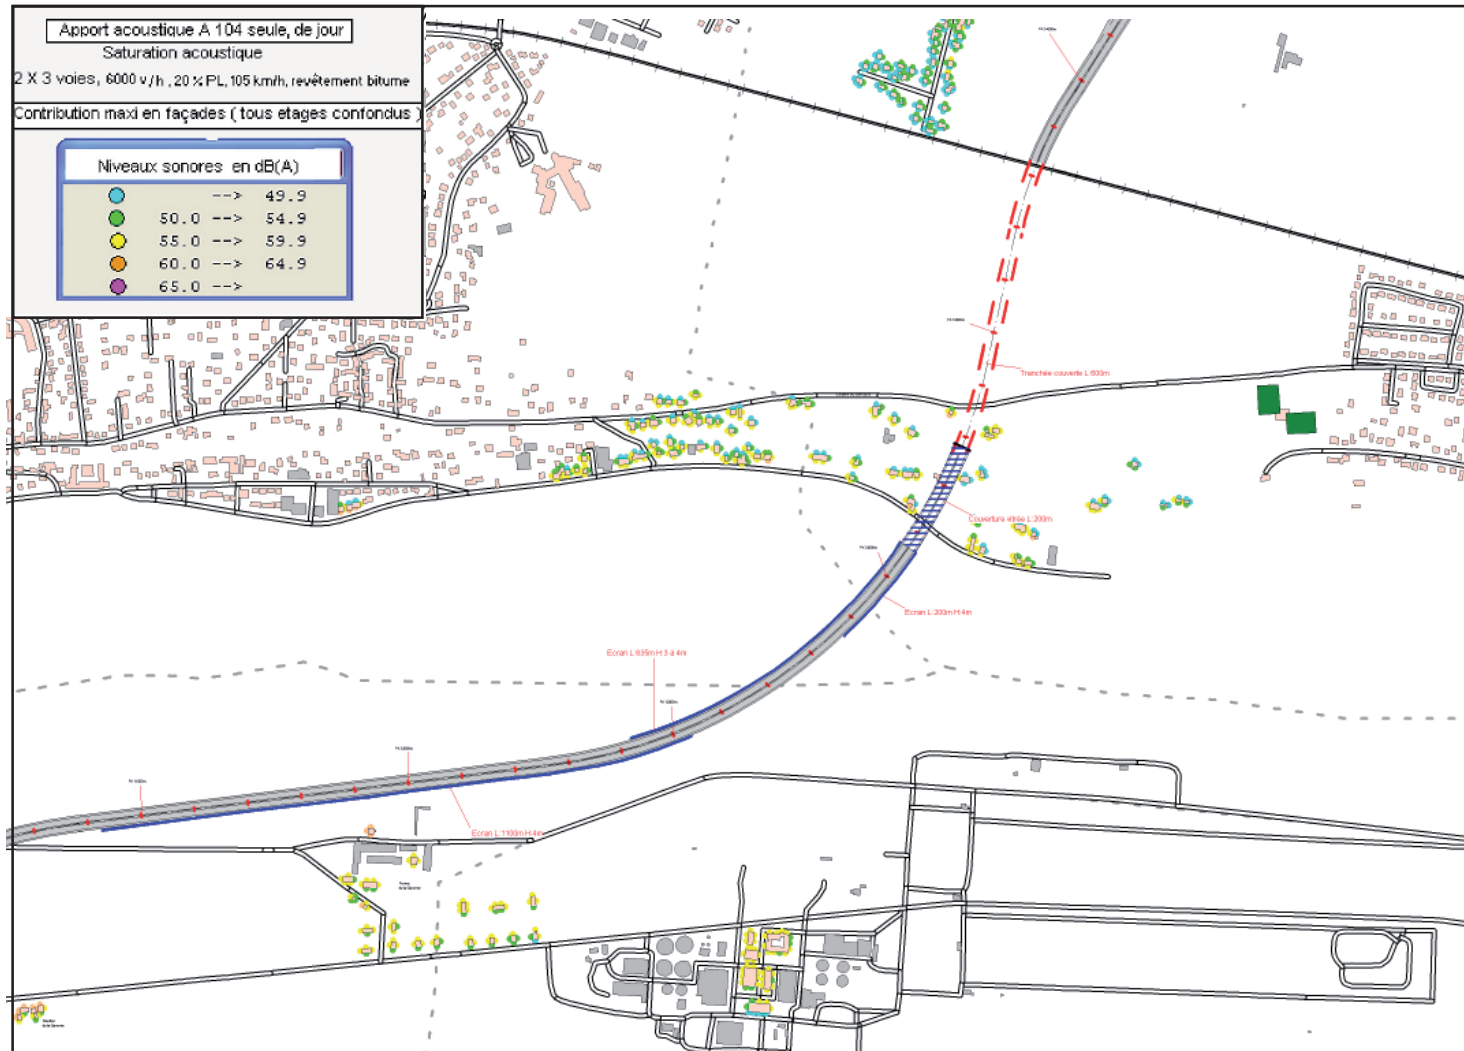 Apport acoustique A 104 seule, de jour
Saturation acoustique
2 X 3 voies, 6000 v/h , 20 % PL, 105 km/h, revêtement bitume
Contribution maxi en façades ( tous etages confondus )
Niveaux sonores en dB(A)
--> 49.9
50.0 --> 54.9
55.0 --> 59.9
60.0 --> 64.9
65.0 -->
Tranchée couverte L:600m
Couverture vitrée L:200m
Ecran L:200m H:4m
Ecran L:635m H:3 à 4m
Ecran L:1100m H:4m